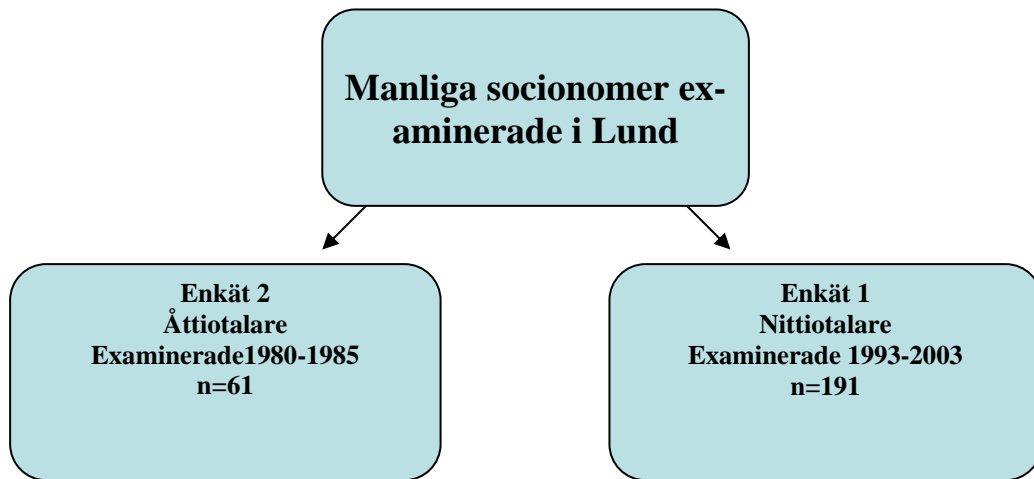 Manliga socionomer ex-
aminerade i Lund
Enkät 2
Åttiotalare
Examinerade1980-1985
n=61
Enkät 1
Nittiotalare
Examinerade 1993-2003
n=191